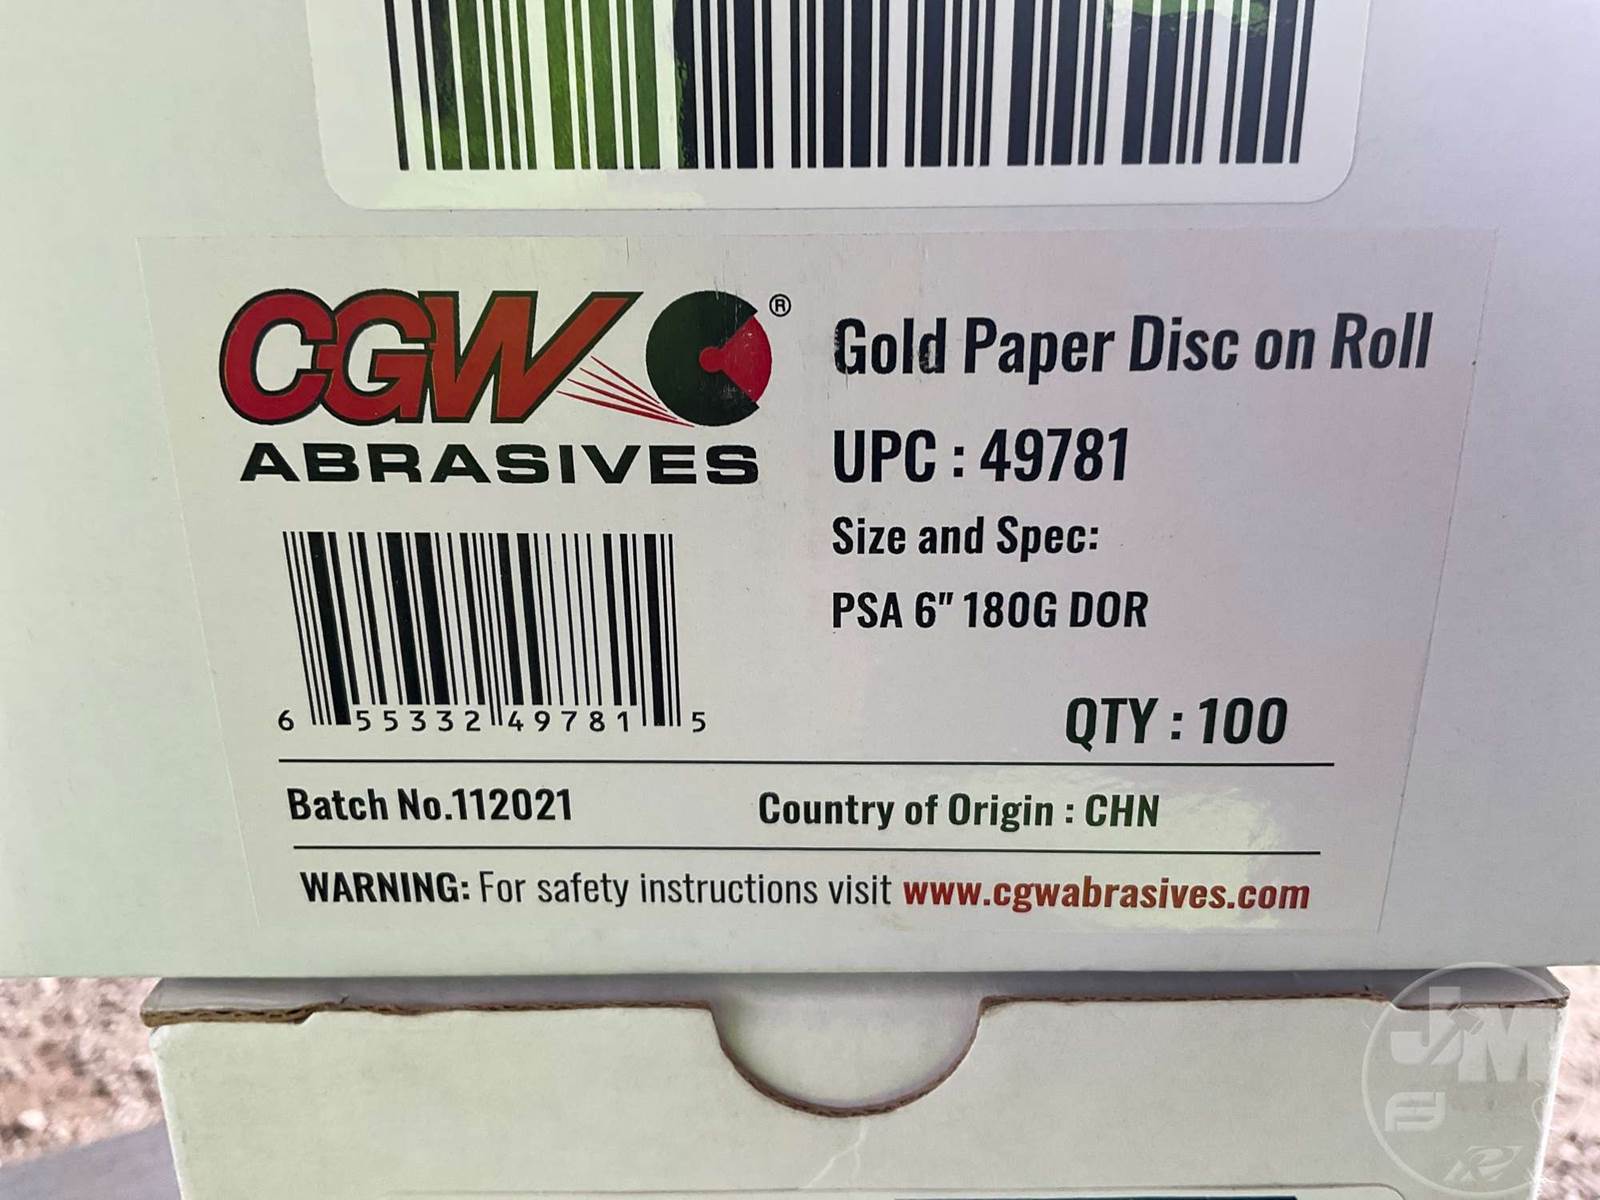 CGW®
ABRASIVES
Gold Paper Disc on Roll
UPC : 49781
Size and Spec:
PSA 6" 180G DOR
6 55332 49781 5
QTY : 100
Batch No.112021
Country of Origin : CHN
WARNING: For safety instructions visit www.cgwabrasives.com
JM